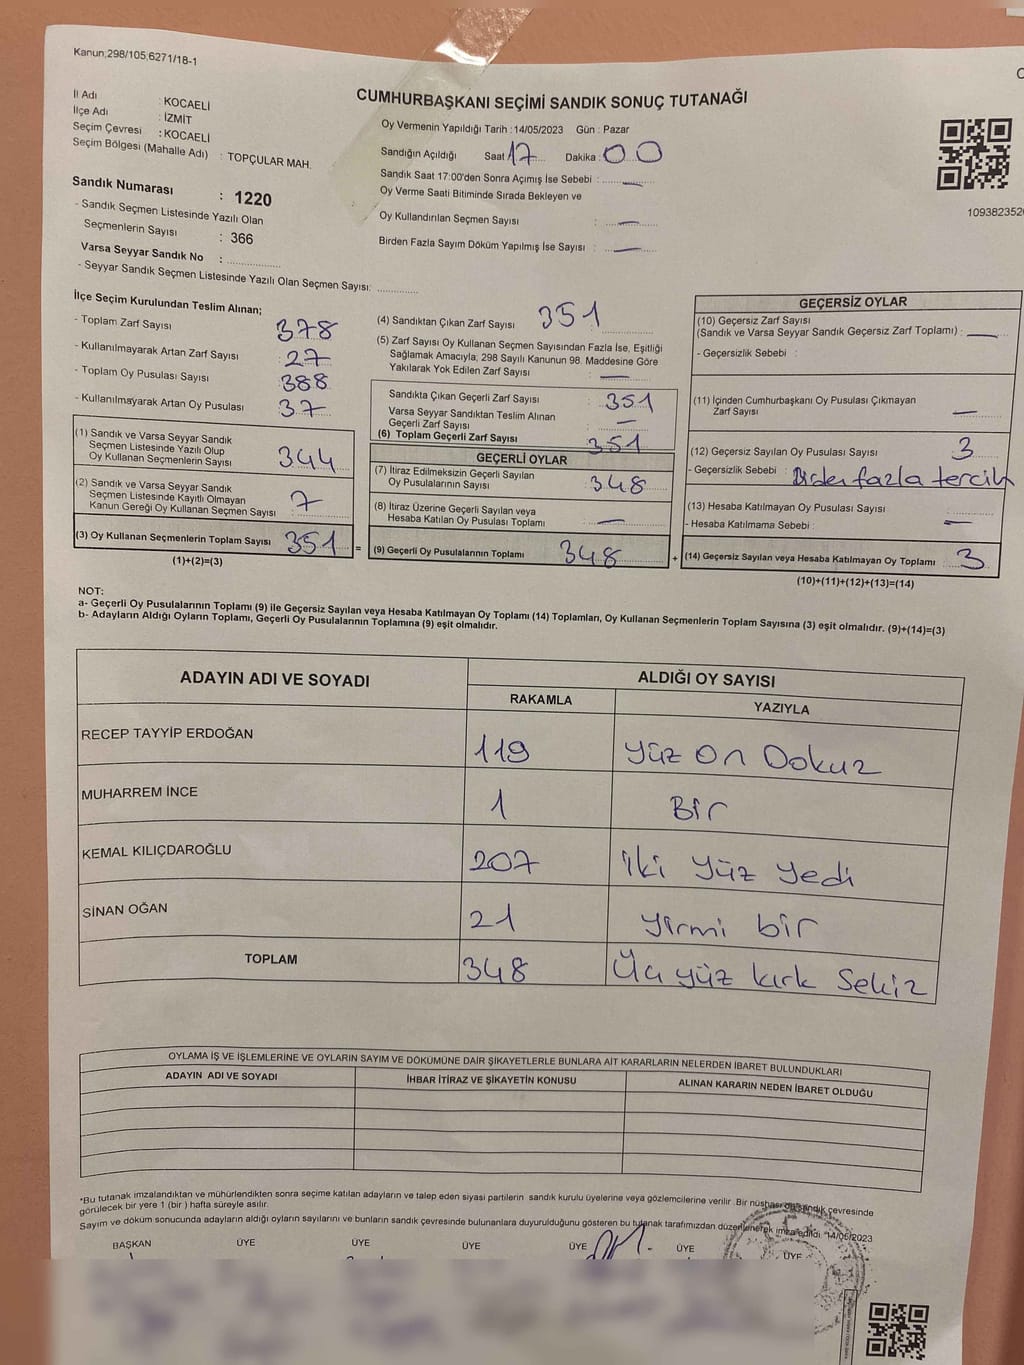 Kanun;298/105,6271/18-1
CUMHURBAŞKANI SEÇİMİ SANDIK SONUÇ TUTANAĞI
İl Adı : KOCAELİ
İlçe Adı : İZMİT
Seçim Çevresi : KOCAELİ
Seçim Bölgesi (Mahalle Adı) : TOPÇULAR MAH.
Sandık Numarası : 1220
- Sandık Seçmen Listesinde Yazılı Olan
Seçmenlerin Sayısı : 366
Varsa Seyyar Sandık No :
- Seyyar Sandık Seçmen Listesinde Yazılı Olan Seçmen Sayısı:
Oy Vermenin Yapıldığı Tarih : 14/05/2023 Gün : Pazar
Sandığın Açıldığı Saat 17 Dakika : 00
Sandık Saat 17:00'den Sonra Açımış İse Sebebi : —
Oy Verme Saati Bitiminde Sırada Bekleyen ve
Oy Kullandırılan Seçmen Sayısı : —
Birden Fazla Sayım Döküm Yapılmış İse Sayısı : —
109382352
İlçe Seçim Kurulundan Teslim Alınan;
- Toplam Zarf Sayısı 378
- Kullanılmayarak Artan Zarf Sayısı 27
- Toplam Oy Pusulası Sayısı 388
- Kullanılmayarak Artan Oy Pusulası 37
(1) Sandık ve Varsa Seyyar Sandık
Seçmen Listesinde Yazılı Olup
Oy Kullanan Seçmenlerin Sayısı 344
(2) Sandık ve Varsa Seyyar Sandık
Seçmen Listesinde Kayıtlı Olmayan
Kanun Gereği Oy Kullanan Seçmen Sayısı 7
(3) Oy Kullanan Seçmenlerin Toplam Sayısı 351 =
(1)+(2)=(3)
(4) Sandıktan Çıkan Zarf Sayısı 351
(5) Zarf Sayısı Oy Kullanan Seçmen Sayısından Fazla İse, Eşitliği
Sağlamak Amacıyla; 298 Sayılı Kanunun 98. Maddesine Göre
Yakılarak Yok Edilen Zarf Sayısı : —
Sandıkta Çıkan Geçerli Zarf Sayısı : 351
Varsa Seyyar Sandıktan Teslim Alınan
Geçerli Zarf Sayısı : —
(6) Toplam Geçerli Zarf Sayısı 351
GEÇERLİ OYLAR
(7) İtiraz Edilmeksizin Geçerli Sayılan
Oy Pusulalarının Sayısı : 348
(8) İtiraz Üzerine Geçerli Sayılan veya
Hesaba Katılan Oy Pusulası Toplamı : —
(9) Geçerli Oy Pusulalarının Toplamı 348 +
GEÇERSİZ OYLAR
(10) Geçersiz Zarf Sayısı
(Sandık ve Varsa Seyyar Sandık Geçersiz Zarf Toplamı) : —
- Geçersizlik Sebebi :
(11) İçinden Cumhurbaşkanı Oy Pusulası Çıkmayan
Zarf Sayısı —
(12) Geçersiz Sayılan Oy Pusulası Sayısı : 3
- Geçersizlik Sebebi : fazla tercih
(13) Hesaba Katılmayan Oy Pusulası Sayısı :
- Hesaba Katılmama Sebebi : —
(14) Geçersiz Sayılan veya Hesaba Katılmayan Oy Toplamı 3
(10)+(11)+(12)+(13)=(14)
NOT:
a- Geçerli Oy Pusulalarının Toplamı (9) ile Geçersiz Sayılan veya Hesaba Katılmayan Oy Toplamı (14) Toplamları, Oy Kullanan Seçmenlerin Toplam Sayısına (3) eşit olmalıdır. (9)+(14)=(3)
b- Adayların Aldığı Oyların Toplamı, Geçerli Oy Pusulalarının Toplamına (9) eşit olmalıdır.
ADAYIN ADI VE SOYADI ALDIĞI OY SAYISI
RAKAMLA YAZIYLA
RECEP TAYYİP ERDOĞAN 119 Yüz On Dokuz
MUHARREM İNCE 1 Bir
KEMAL KILIÇDAROĞLU 207 iki Yüz Yedi
SİNAN OĞAN 21 Yirmi bir
TOPLAM 348 Üç yüz kırk Sekiz
OYLAMA İŞ VE İŞLEMLERİNE VE OYLARIN SAYIM VE DÖKÜMÜNE DAİR ŞİKAYETLERLE BUNLARA AİT KARARLARIN NELERDEN İBARET BULUNDUKLARI
ADAYIN ADI VE SOYADI İHBAR İTİRAZ VE ŞİKAYETİN KONUSU ALINAN KARARIN NEDEN İBARET OLDUĞU
*Bu tutanak imzalandıktan ve mühürlendikten sonra seçime katılan adayların ve talep eden siyasi partilerin sandık kurulu üyelerine veya gözlemcilerine verilir .Bir nüshası da sandık çevresinde
görülecek bir yere 1 (bir ) hafta süreyle asılır.
Sayım ve döküm sonucunda adayların aldığı oyların sayılarını ve bunların sandık çevresinde bulunanlara duyurulduğunu gösteren bu tutanak tarafımızdan düzenlenerek imza edildi. *14/05/2023
BAŞKAN ÜYE ÜYE ÜYE ÜYE ÜYE ÜYE